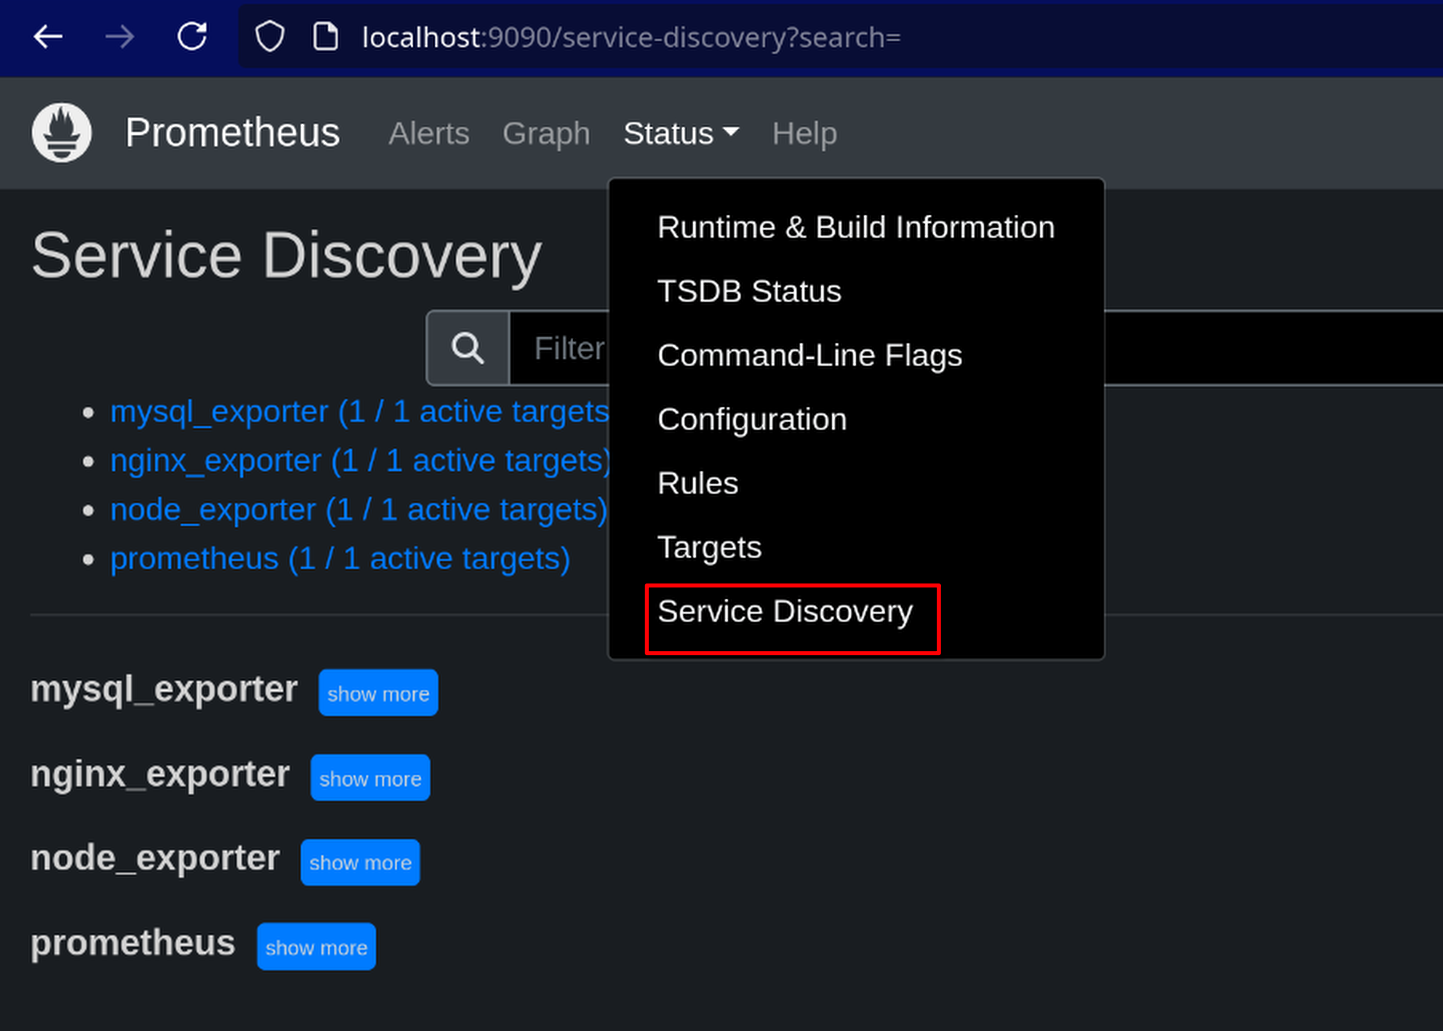 localhost:9090/service-discovery?search=
Prometheus Alerts Graph Status Help
Runtime & Build Information
TSDB Status
Command-Line Flags
Configuration
Rules
Targets
Service Discovery
Service Discovery
Filter
mysql_exporter (1 / 1 active targets
nginx_exporter (1 / 1 active targets)
node_exporter (1 / 1 active targets)
prometheus (1 / 1 active targets)
mysql_exporter show more
nginx_exporter show more
node_exporter show more
prometheus show more